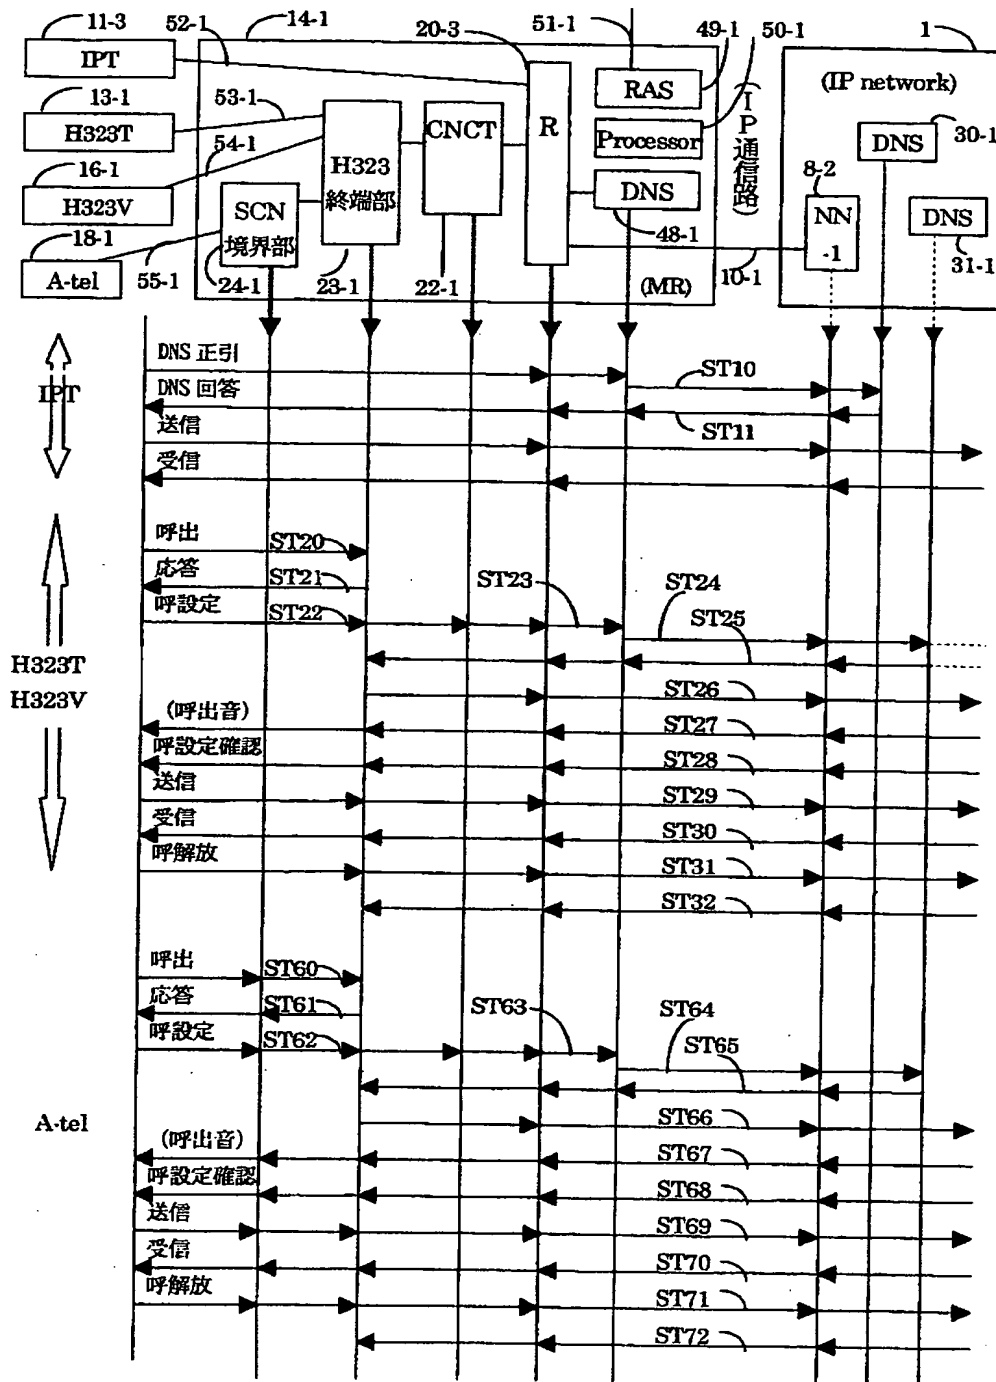 11-3
52-1
14-1
20-3
51-1
49-1
50-1
1
IPT
13-1
53-1
H323T
54-1
16-1
H323V
18-1
A-tel
55-1
SCN
境界部
24-1
H323
終端部
23-1
CNCT
22-1
R
RAS
Processor
DNS
48-1
(MR)
(IP通信路)
10-1
(IP network)
DNS
30-1
8-2
NN
-1
DNS
31-1
IPT
DNS 正引
ST10
DNS 回答
ST11
送信
受信
H323T
H323V
呼出
ST20
応答
ST21
呼設定
ST22
ST23
ST24
ST25
ST26
(呼出音)
ST27
呼設定確認
ST28
送信
ST29
受信
ST30
呼解放
ST31
ST32
A-tel
呼出
ST60
応答
ST61
呼設定
ST62
ST63
ST64
ST65
ST66
(呼出音)
ST67
呼設定確認
ST68
送信
ST69
受信
ST70
呼解放
ST71
ST72